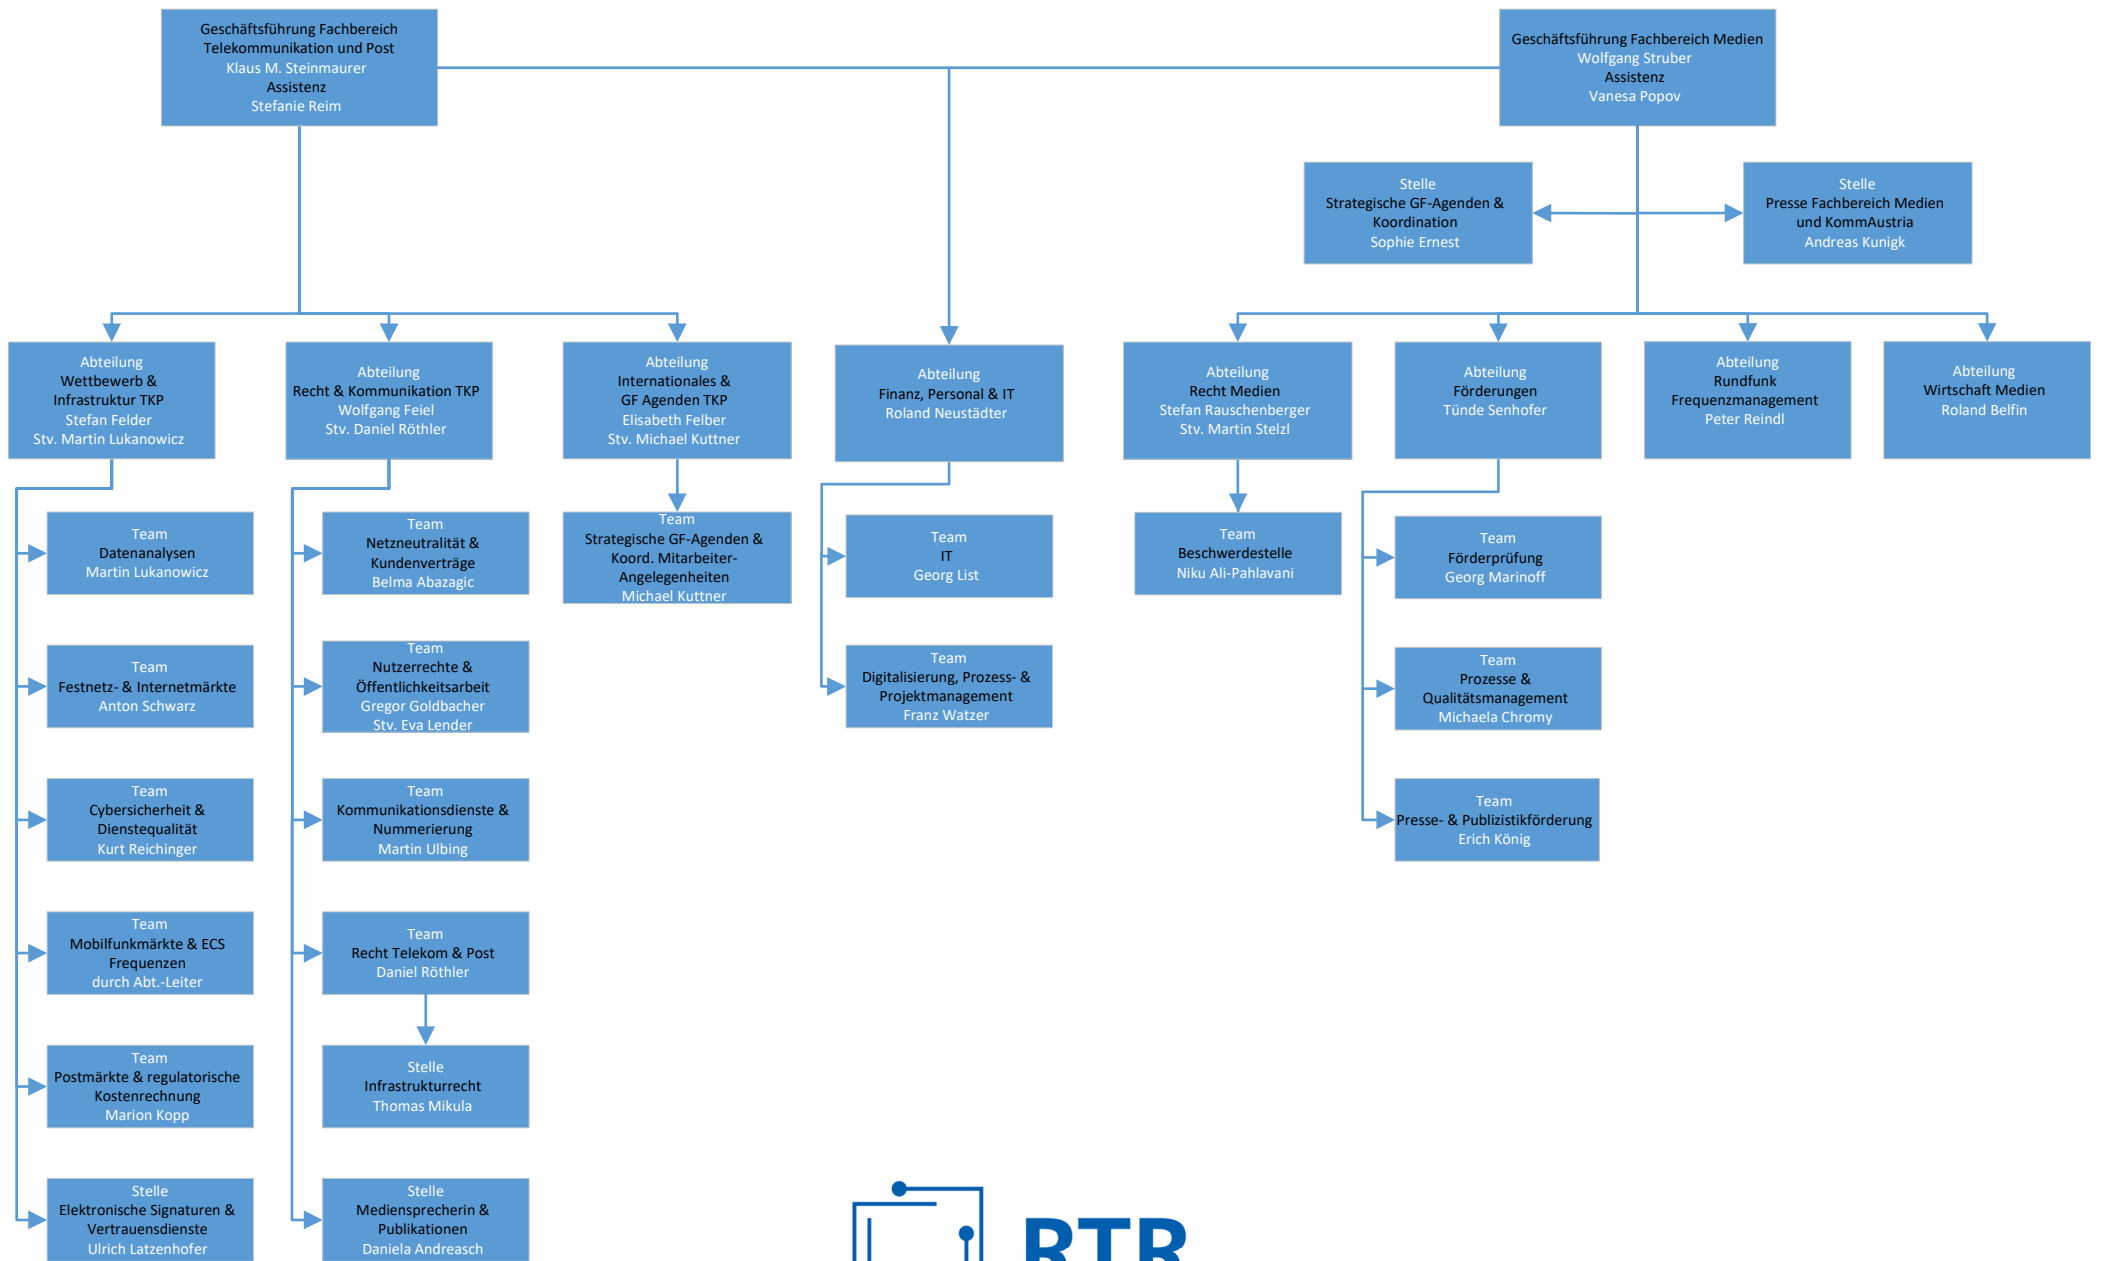 Geschäftsführung Fachbereich
Telekommunikation und Post
Klaus M. Steinmaurer
Assistenz
Stefanie Reim
Geschäftsführung Fachbereich Medien
Wolfgang Struber
Assistenz
Vanesa Popov
Stelle
Strategische GF-Agenden &
Koordination
Sophie Ernest
Stelle
Presse Fachbereich Medien
und KommAustria
Andreas Kunigk
Abteilung
Wettbewerb &
Infrastruktur TKP
Stefan Felder
Stv. Martin Lukanowicz
Abteilung
Recht & Kommunikation TKP
Wolfgang Feiel
Stv. Daniel Röthler
Abteilung
Internationales &
GF Agenden TKP
Elisabeth Felber
Stv. Michael Kuttner
Abteilung
Finanz, Personal & IT
Roland Neustädter
Abteilung
Recht Medien
Stefan Rauschenberger
Stv. Martin Stelzl
Abteilung
Förderungen
Tünde Senhofer
Abteilung
Rundfunk
Frequenzmanagement
Peter Reindl
Abteilung
Wirtschaft Medien
Roland Belfin
Team
Datenanalysen
Martin Lukanowicz
Team
Netzneutralität &
Kundenverträge
Belma Abazagic
Team
Strategische GF-Agenden &
Koord. Mitarbeiter-
Angelegenheiten
Michael Kuttner
Team
IT
Georg List
Team
Beschwerdestelle
Niku Ali-Pahlavani
Team
Förderprüfung
Georg Marinoff
Team
Festnetz- & Internetmärkte
Anton Schwarz
Team
Nutzerrechte &
Öffentlichkeitsarbeit
Gregor Goldbacher
Stv. Eva Lender
Team
Digitalisierung, Prozess- &
Projektmanagement
Franz Watzer
Team
Prozesse &
Qualitätsmanagement
Michaela Chromy
Team
Cybersicherheit &
Dienstequalität
Kurt Reichinger
Team
Kommunikationsdienste &
Nummerierung
Martin Ulbing
Team
Presse- & Publizistikförderung
Erich König
Team
Mobilfunkmärkte & ECS
Frequenzen
durch Abt.-Leiter
Team
Recht Telekom & Post
Daniel Röthler
Team
Postmärkte & regulatorische
Kostenrechnung
Marion Kopp
Stelle
Infrastrukturrecht
Thomas Mikula
Stelle
Elektronische Signaturen &
Vertrauensdienste
Ulrich Latzenhofer
Stelle
Mediensprecherin &
Publikationen
Daniela Andreasch
RTR